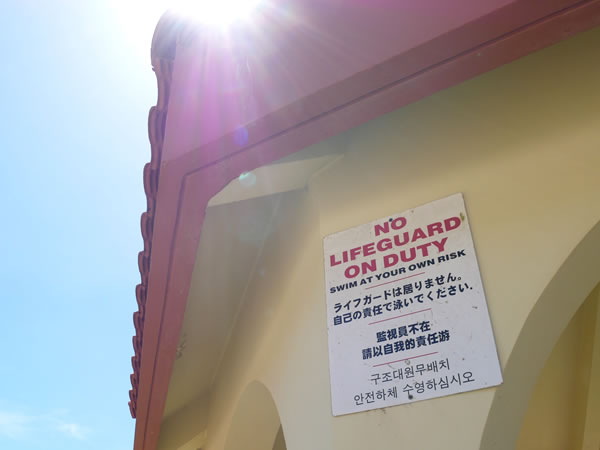 NO
LIFEGUARD
ON DUTY
SWIM AT YOUR OWN RISK
ライフガードは居りません。
自己の責任で泳いでください.
監視員不在
請以自我的責任游
구조대원무배치
안전하체 수영하십시오